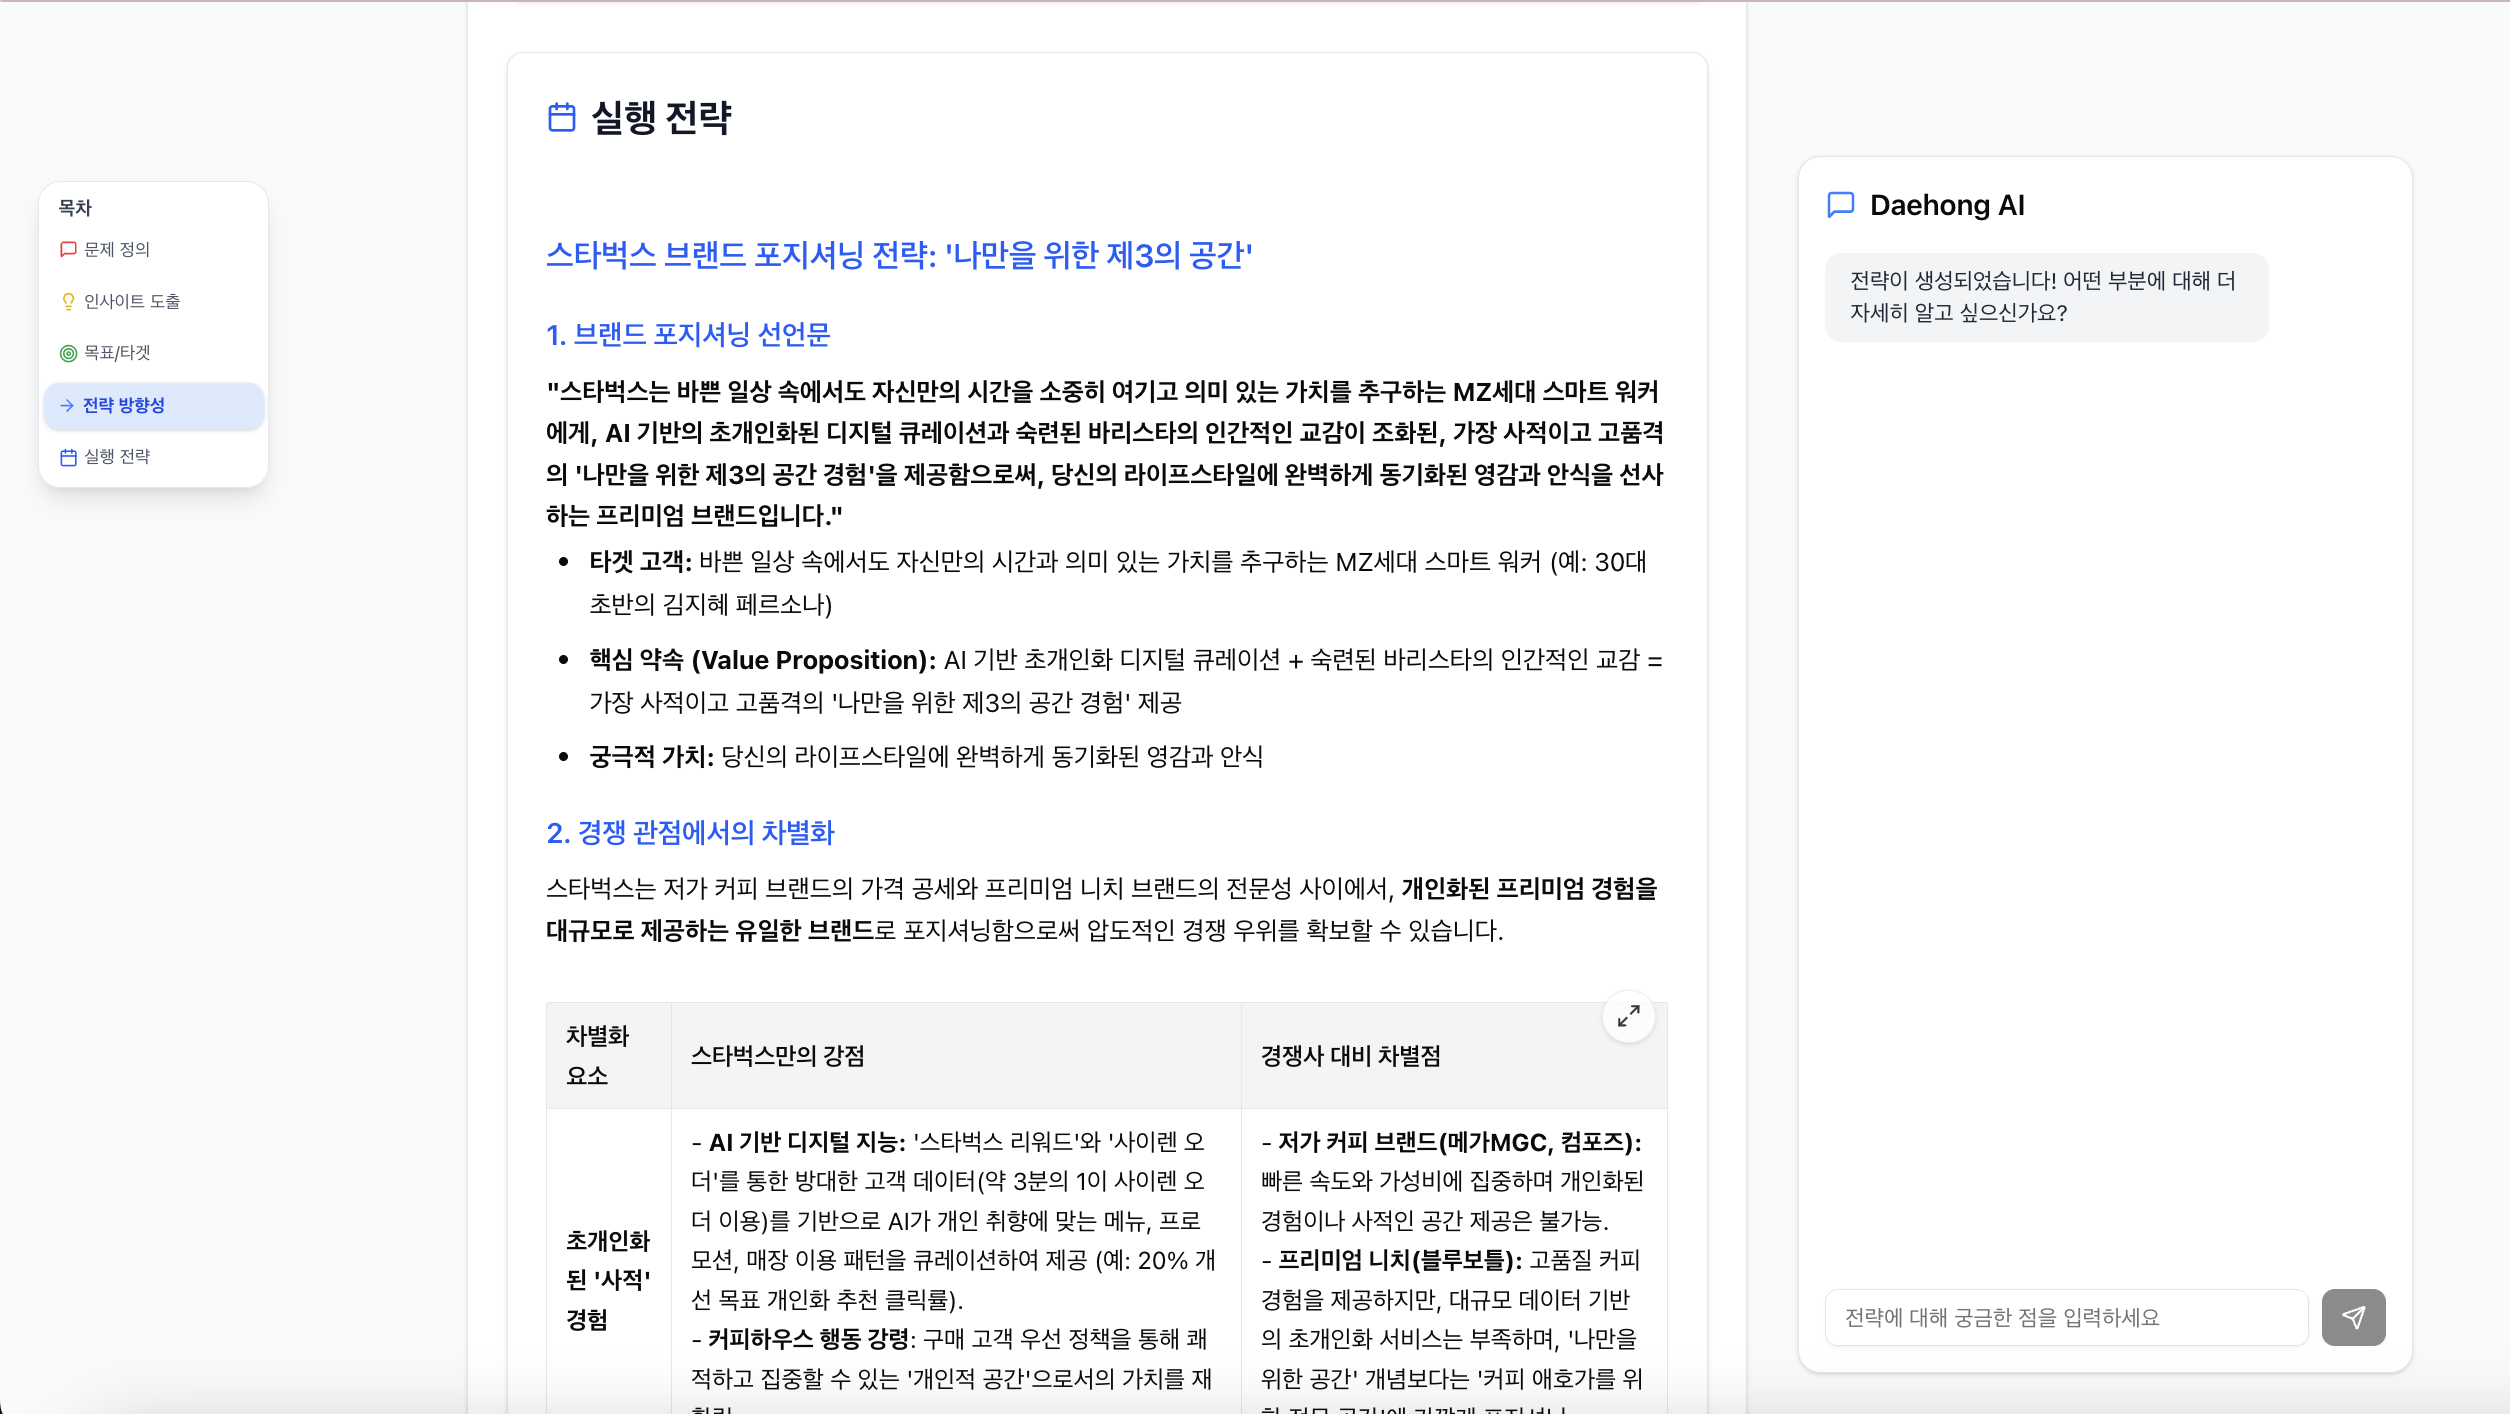 목차
문제 정의
인사이트 도출
목표/타겟
전략 방향성
실행 전략
실행 전략
스타벅스 브랜드 포지셔닝 전략: '나만을 위한 제3의 공간'
1. 브랜드 포지셔닝 선언문
"스타벅스는 바쁜 일상 속에서도 자신만의 시간을 소중히 여기고 의미 있는 가치를 추구하는 MZ세대 스마트 워커
에게, AI 기반의 초개인화된 디지털 큐레이션과 숙련된 바리스타의 인간적인 교감이 조화된, 가장 사적이고 고품격
의 '나만을 위한 제3의 공간 경험'을 제공함으로써, 당신의 라이프스타일에 완벽하게 동기화된 영감과 안식을 선사
하는 프리미엄 브랜드입니다."
• 타겟 고객: 바쁜 일상 속에서도 자신만의 시간과 의미 있는 가치를 추구하는 MZ세대 스마트 워커 (예: 30대
초반의 김지혜 페르소나)
• 핵심 약속 (Value Proposition): AI 기반 초개인화 디지털 큐레이션 + 숙련된 바리스타의 인간적인 교감 =
가장 사적이고 고품격의 '나만을 위한 제3의 공간 경험' 제공
• 궁극적 가치: 당신의 라이프스타일에 완벽하게 동기화된 영감과 안식
2. 경쟁 관점에서의 차별화
스타벅스는 저가 커피 브랜드의 가격 공세와 프리미엄 니치 브랜드의 전문성 사이에서, 개인화된 프리미엄 경험을
대규모로 제공하는 유일한 브랜드로 포지셔닝함으로써 압도적인 경쟁 우위를 확보할 수 있습니다.
차별화
요소
스타벅스만의 강점
경쟁사 대비 차별점
초개인화
된 '사적'
경험
- AI 기반 디지털 지능: '스타벅스 리워드'와 '사이렌 오
더'를 통한 방대한 고객 데이터(약 3분의 1이 사이렌 오
더 이용)를 기반으로 AI가 개인 취향에 맞는 메뉴, 프로
모션, 매장 이용 패턴을 큐레이션하여 제공 (예: 20% 개
선 목표 개인화 추천 클릭률).
- 커피하우스 행동 강령: 구매 고객 우선 정책을 통해 쾌
적하고 집중할 수 있는 '개인적 공간'으로서의 가치를 재
- 저가 커피 브랜드(메가MGC, 컴포즈):
빠른 속도와 가성비에 집중하며 개인화된
경험이나 사적인 공간 제공은 불가능.
- 프리미엄 니치(블루보틀): 고품질 커피
경험을 제공하지만, 대규모 데이터 기반
의 초개인화 서비스는 부족하며, '나만을
위한 공간' 개념보다는 '커피 애호가를 위
Daehong AI
전략이 생성되었습니다! 어떤 부분에 대해 더
자세히 알고 싶으신가요?
전략에 대해 궁금한 점을 입력하세요